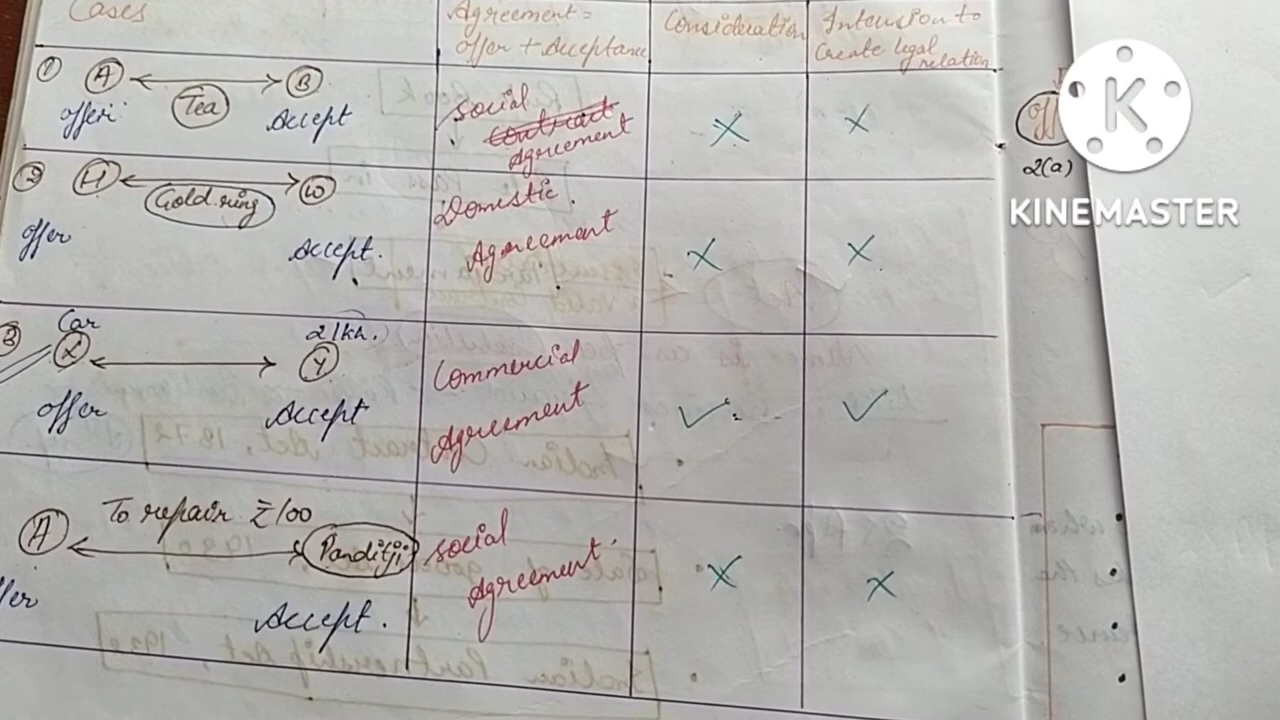 Cases
Agreement =
offer + Acceptance
Consideration
Intension to
Create legal
relation
① A B
Tea
offeri Accept
Social
Contract
Agreement
X X
② H W
Gold ring
offer Accept.
Domestic
Agreement
X X
Car 2 lkh.
3 X Y
offer Accept
Commercial
Agreement
✓ ✓
To repair ₹100
A Panditji
Accept.
Social
Agreement
X X
2(a)
K
KINEMASTER